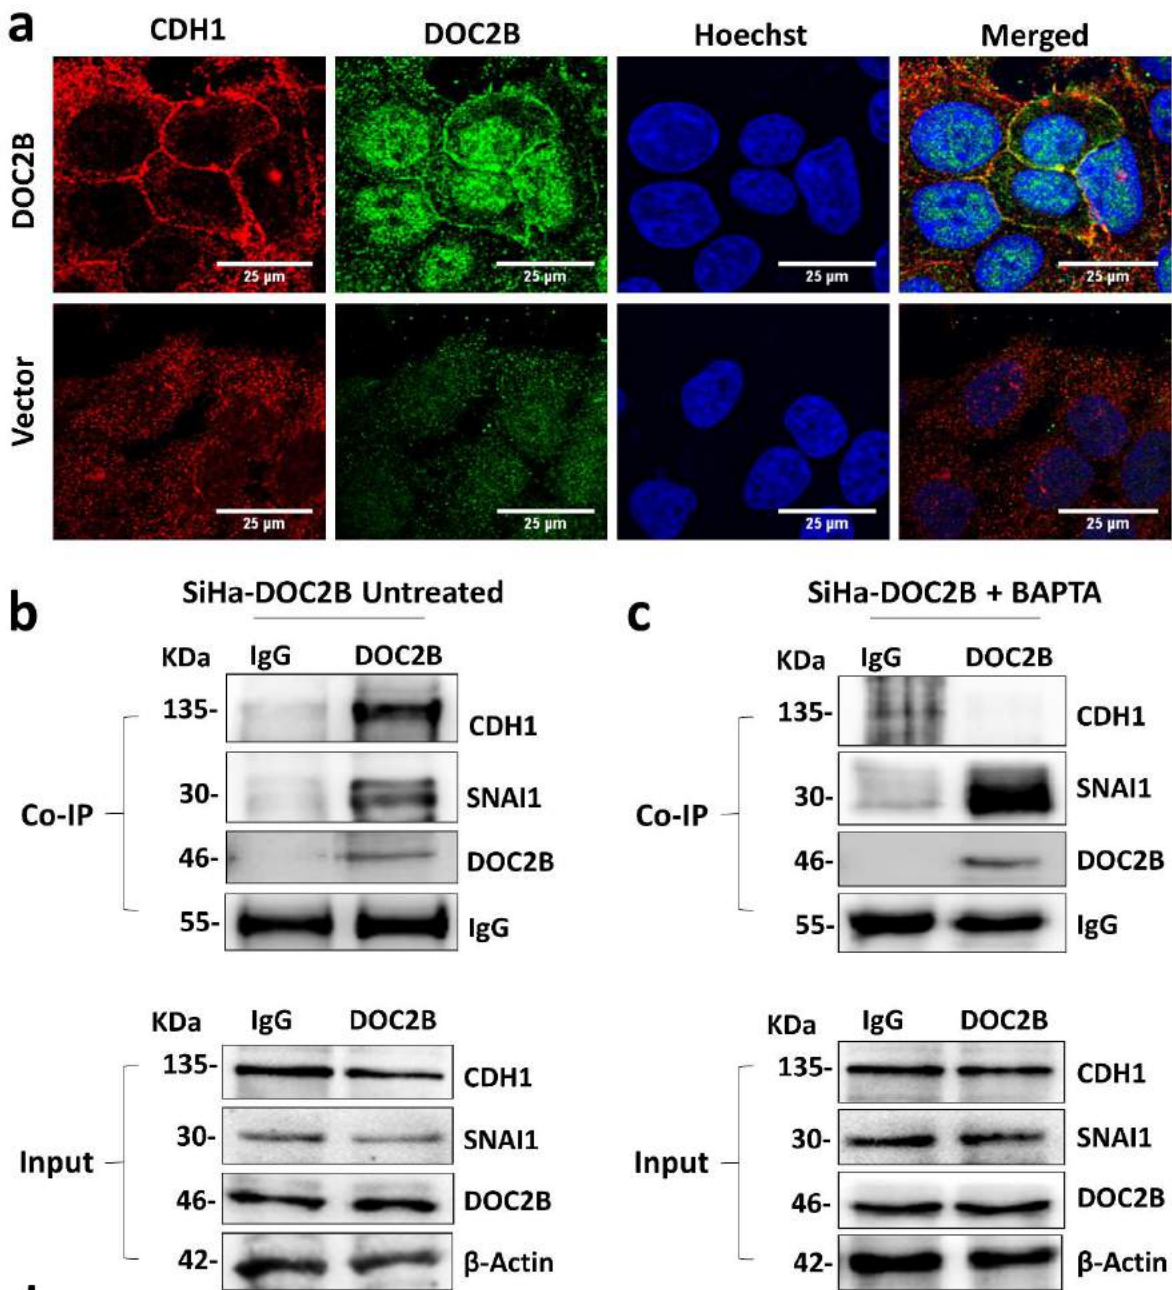 a
CDH1 DOC2B Hoechst Merged
DOC2B
25 µm 25 µm 25 µm 25 µm
Vector
25 µm 25 µm 25 µm 25 µm
b
SiHa-DOC2B Untreated
KDa IgG DOC2B
135- CDH1
30- SNAI1
Co-IP
46- DOC2B
55- IgG
KDa IgG DOC2B
135- CDH1
30- SNAI1
Input
46- DOC2B
42- β-Actin
c
SiHa-DOC2B + BAPTA
KDa IgG DOC2B
135- CDH1
30- SNAI1
Co-IP
46- DOC2B
55- IgG
KDa IgG DOC2B
135- CDH1
30- SNAI1
Input
46- DOC2B
42- β-Actin